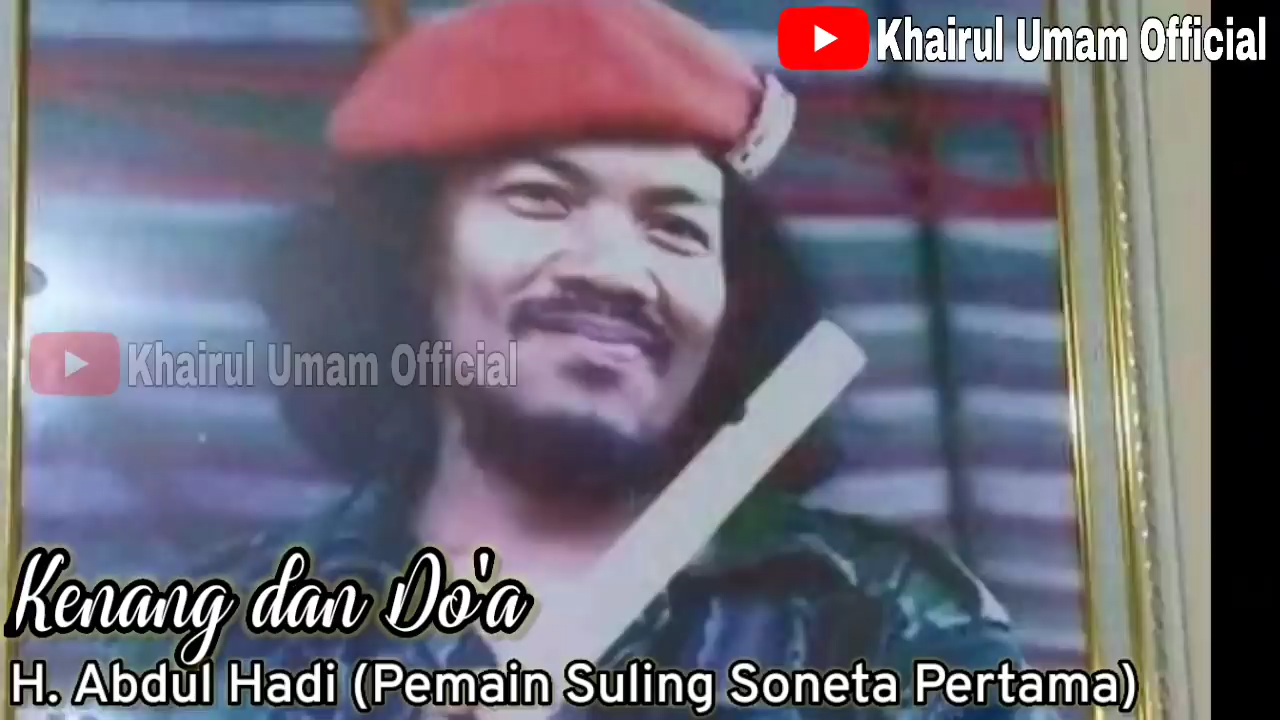 Khairul Umam Official
Khairul Umam Official
Kenang dan Do'a
H. Abdul Hadi (Pemain Suling Soneta Pertama)